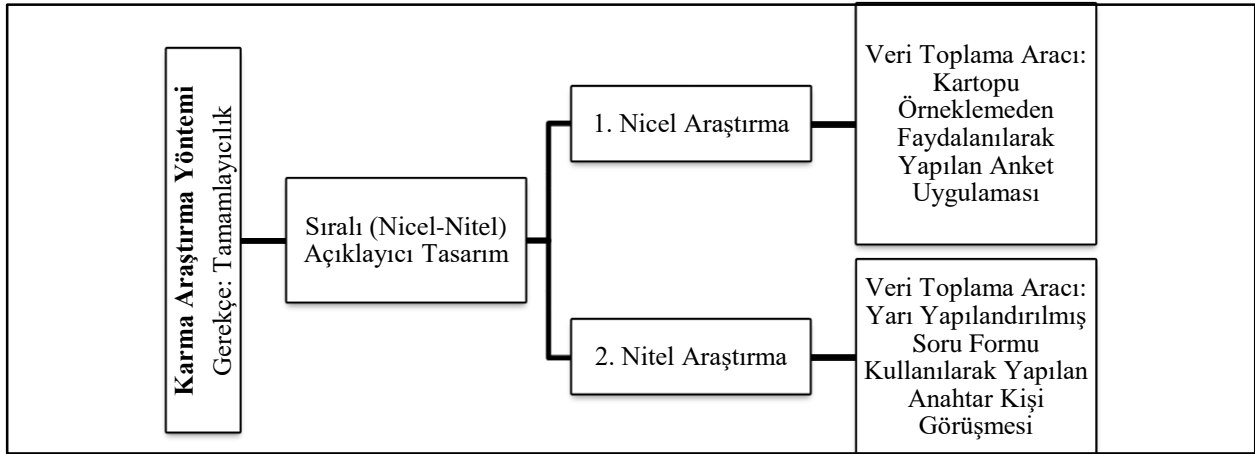 Karma Araştırma Yöntemi
Gerekçe: Tamamlayıcılık
Sıralı (Nicel-Nitel)
Açıklayıcı Tasarım
1. Nicel Araştırma
Veri Toplama Aracı:
Kartopu
Örneklemeden
Faydalanılarak
Yapılan Anket
Uygulaması
2. Nitel Araştırma
Veri Toplama Aracı:
Yarı Yapılandırılmış
Soru Formu
Kullanılarak Yapılan
Anahtar Kişi
Görüşmesi